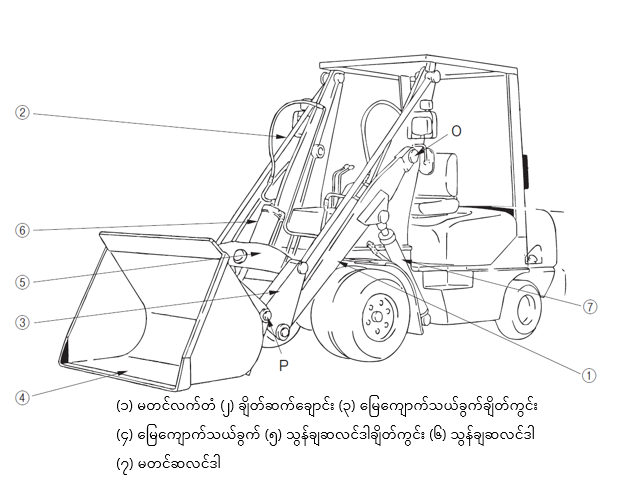 ②
O
⑥
⑤
③
⑦
P
①
④
(၁) မတင်လက်တံ (၂) ချိတ်ဆက်ချောင်း (၃) မြေကျောက်သယ်ခွက်ချိတ်ကွင်း
(၄) မြေကျောက်သယ်ခွက် (၅) သွန်ချဆလင်ဒါချိတ်ကွင်း (၆) သွန်ချဆလင်ဒါ
(၇) မတင်ဆလင်ဒါ